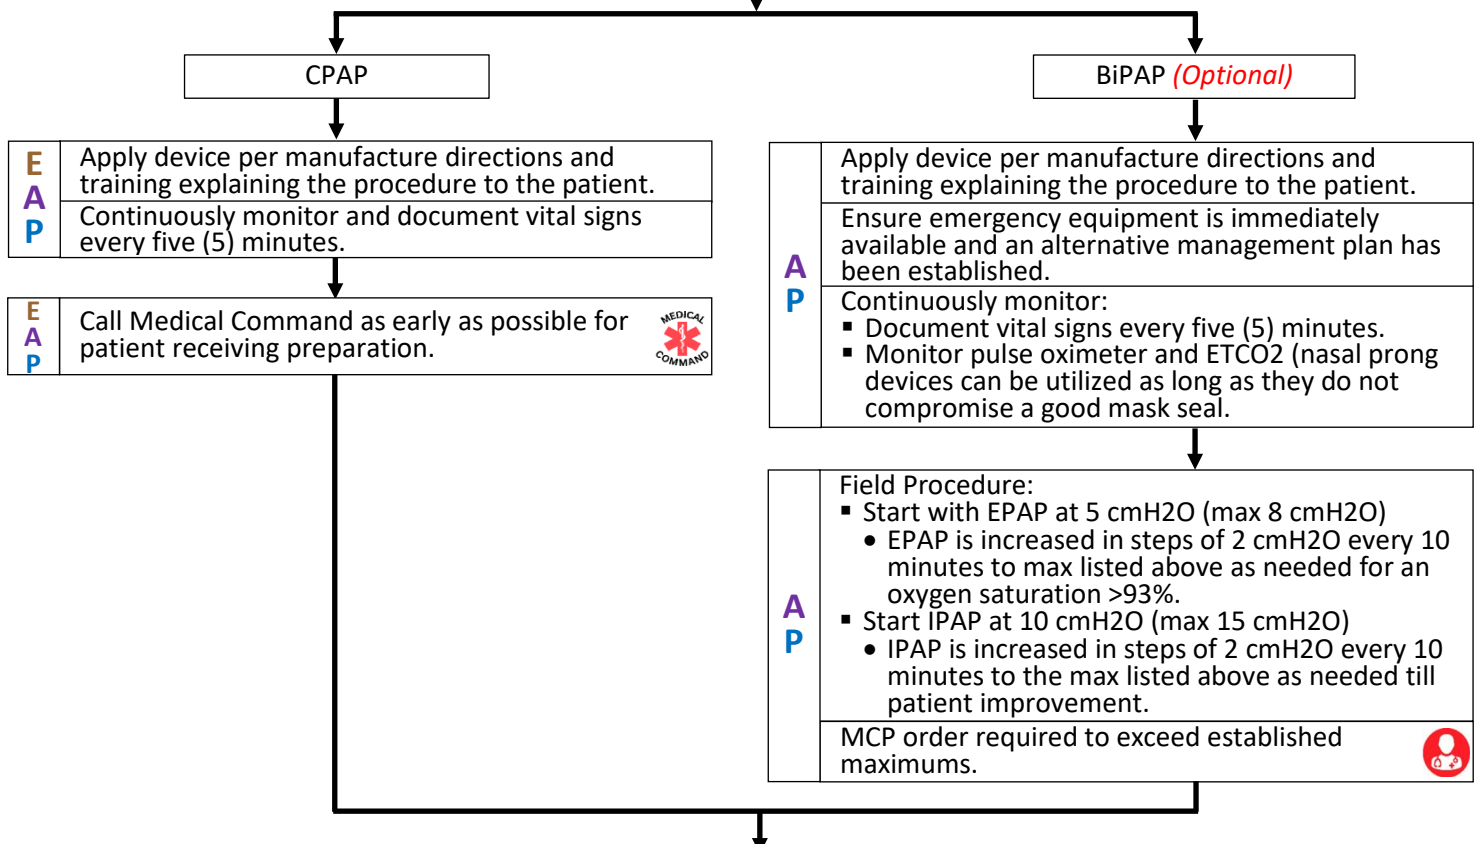 CPAP
E
A
P
Apply device per manufacture directions and
training explaining the procedure to the patient.
Continuously monitor and document vital signs
every five (5) minutes.
E
A
P
Call Medical Command as early as possible for
patient receiving preparation.
MEDICAL
COMMAND
BiPAP (Optional)
A
P
Apply device per manufacture directions and
training explaining the procedure to the patient.
Ensure emergency equipment is immediately
available and an alternative management plan has
been established.
Continuously monitor:
▪ Document vital signs every five (5) minutes.
▪ Monitor pulse oximeter and ETCO2 (nasal prong
devices can be utilized as long as they do not
compromise a good mask seal.
A
P
Field Procedure:
▪ Start with EPAP at 5 cmH2O (max 8 cmH2O)
• EPAP is increased in steps of 2 cmH2O every 10
minutes to max listed above as needed for an
oxygen saturation >93%.
▪ Start IPAP at 10 cmH2O (max 15 cmH2O)
• IPAP is increased in steps of 2 cmH2O every 10
minutes to the max listed above as needed till
patient improvement.
MCP order required to exceed established
maximums.